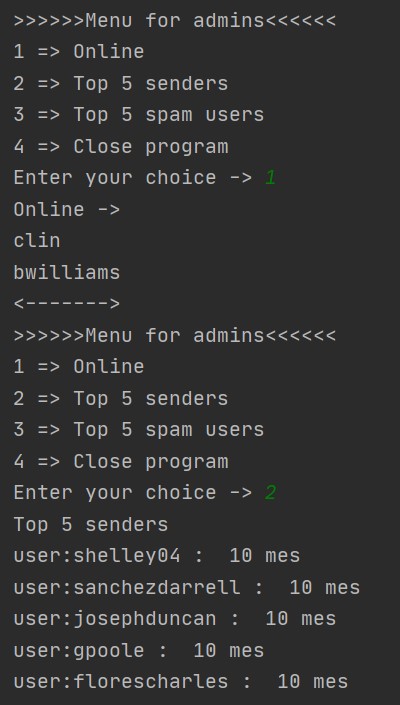 >>>>>>Menu for admins<<<<<<
1 => Online
2 => Top 5 senders
3 => Top 5 spam users
4 => Close program
Enter your choice -> 1
Online ->
clin
bwilliams
<------->
>>>>>>Menu for admins<<<<<<
1 => Online
2 => Top 5 senders
3 => Top 5 spam users
4 => Close program
Enter your choice -> 2
Top 5 senders
user:shelley04 :  10 mes
user:sanchezdarrell :  10 mes
user:josephduncan :  10 mes
user:gpoole :  10 mes
user:florescharles :  10 mes